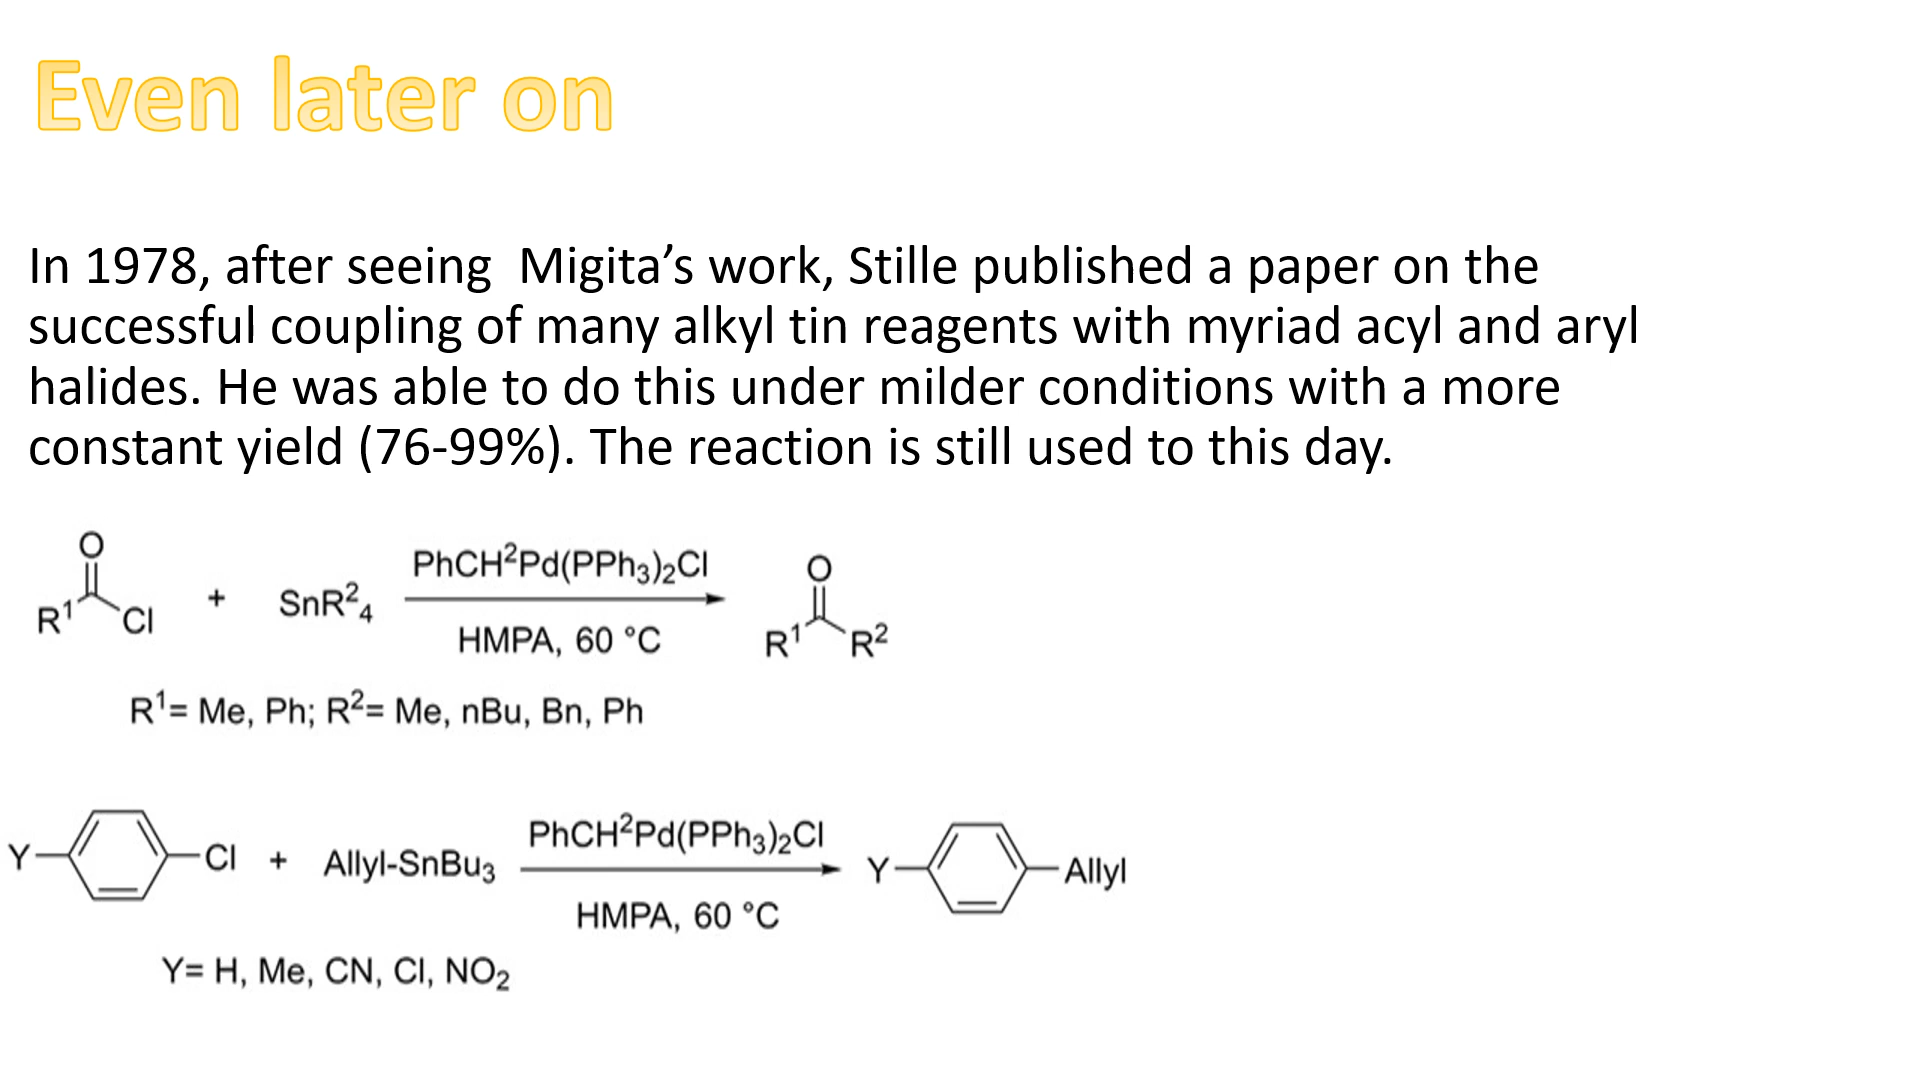 Even later on
In 1978, after seeing  Migita’s work, Stille published a paper on the
successful coupling of many alkyl tin reagents with myriad acyl and aryl
halides. He was able to do this under milder conditions with a more
constant yield (76-99%). The reaction is still used to this day.
O
R¹ Cl + SnR²₄ PhCH²Pd(PPh₃)₂Cl
HMPA, 60 °C
O
R¹ R²
R¹= Me, Ph; R²= Me, nBu, Bn, Ph
Y Cl + Allyl-SnBu₃ PhCH²Pd(PPh₃)₂Cl
HMPA, 60 °C
Y Allyl
Y= H, Me, CN, Cl, NO₂